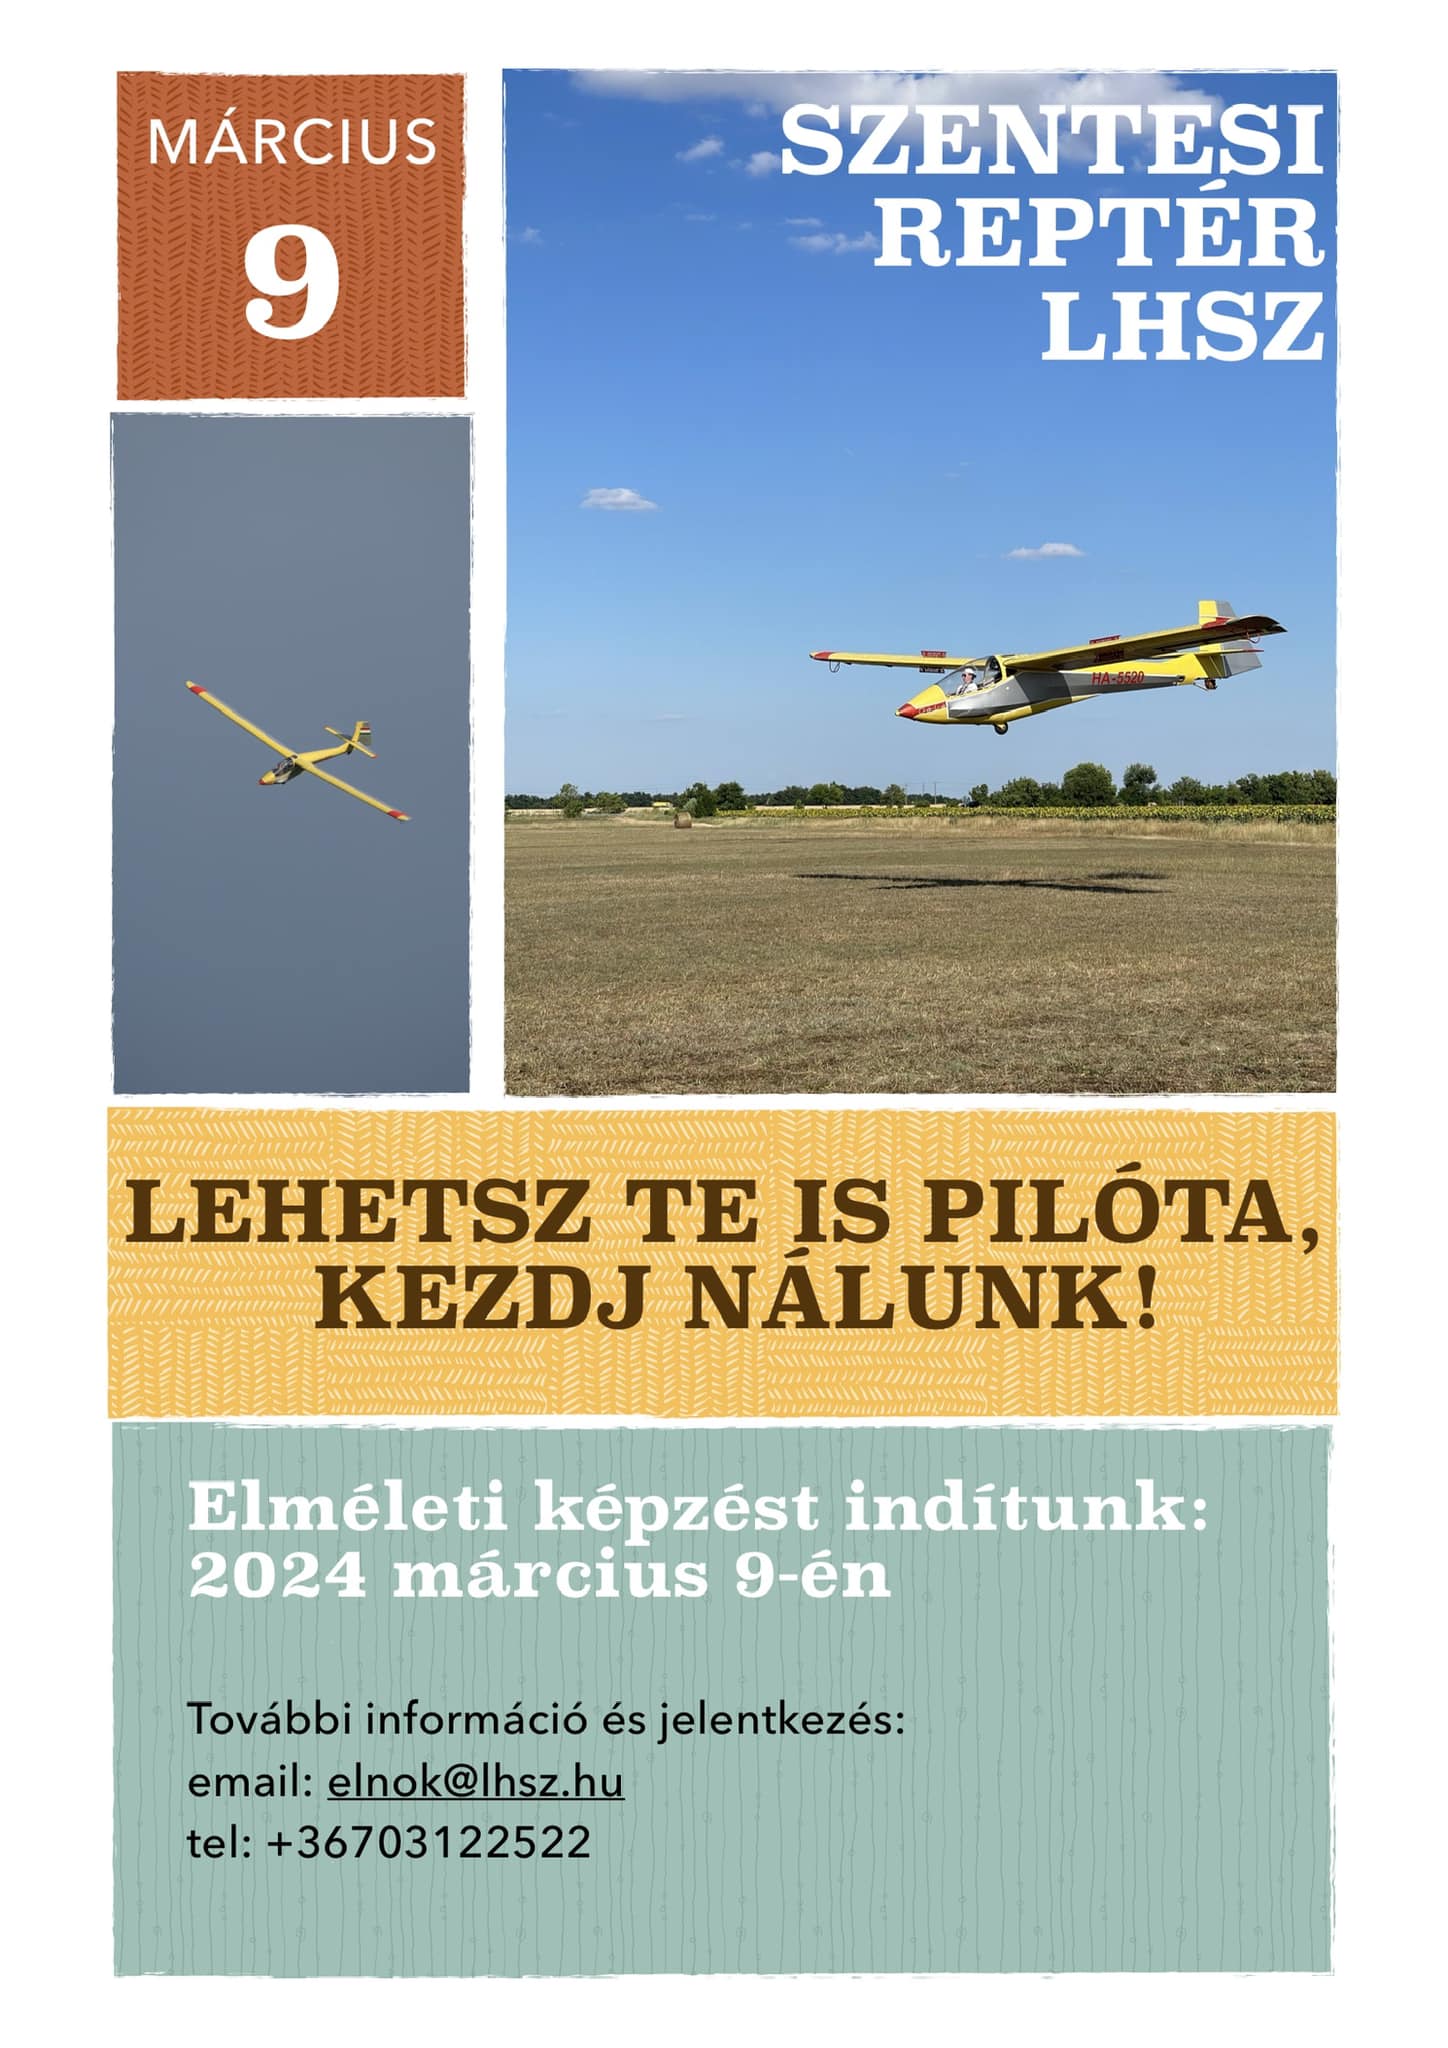 MÁRCIUS
9
SZENTESI
REPTÉR
LHSZ
HA-5520
LEHETSZ TE IS PILÓTA,
KEZDJ NÁLUNK!
Elméleti képzést indítunk:
2024 március 9-én
További információ és jelentkezés:
email: elnok@lhsz.hu
tel: +36703122522